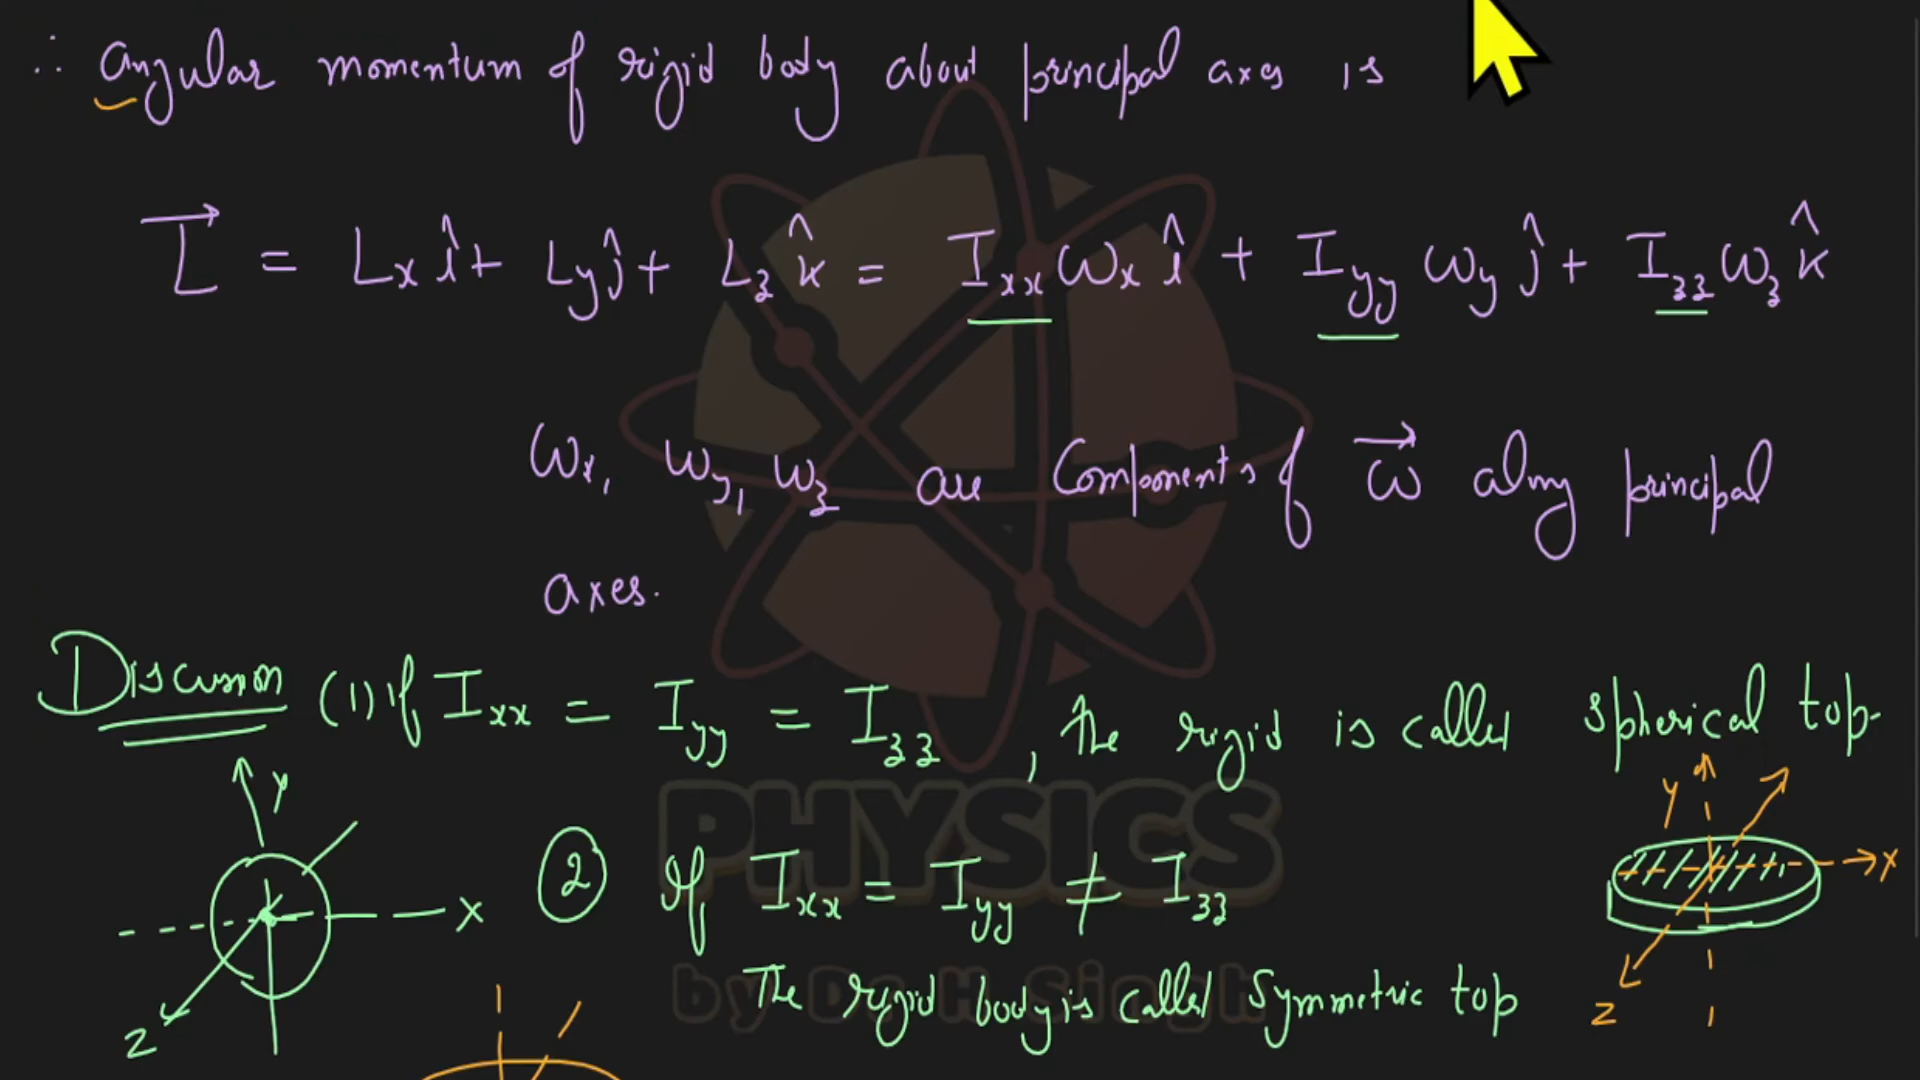 ∴ angular momentum of rigid body about principal axes is
L⃗ = Lx î + Ly ĵ + Lz k̂ = Ixx ωx î + Iyy ωy ĵ + Izz ωz k̂
ωx, ωy, ωz are Components of ω⃗ along principal
axes.
Discussion (1) if Ixx = Iyy = Izz, the rigid is called spherical top.
y
y
x
② If Ixx = Iyy ≠ Izz
x
PHYSICS
The rigid body is called Symmetric top
z
z